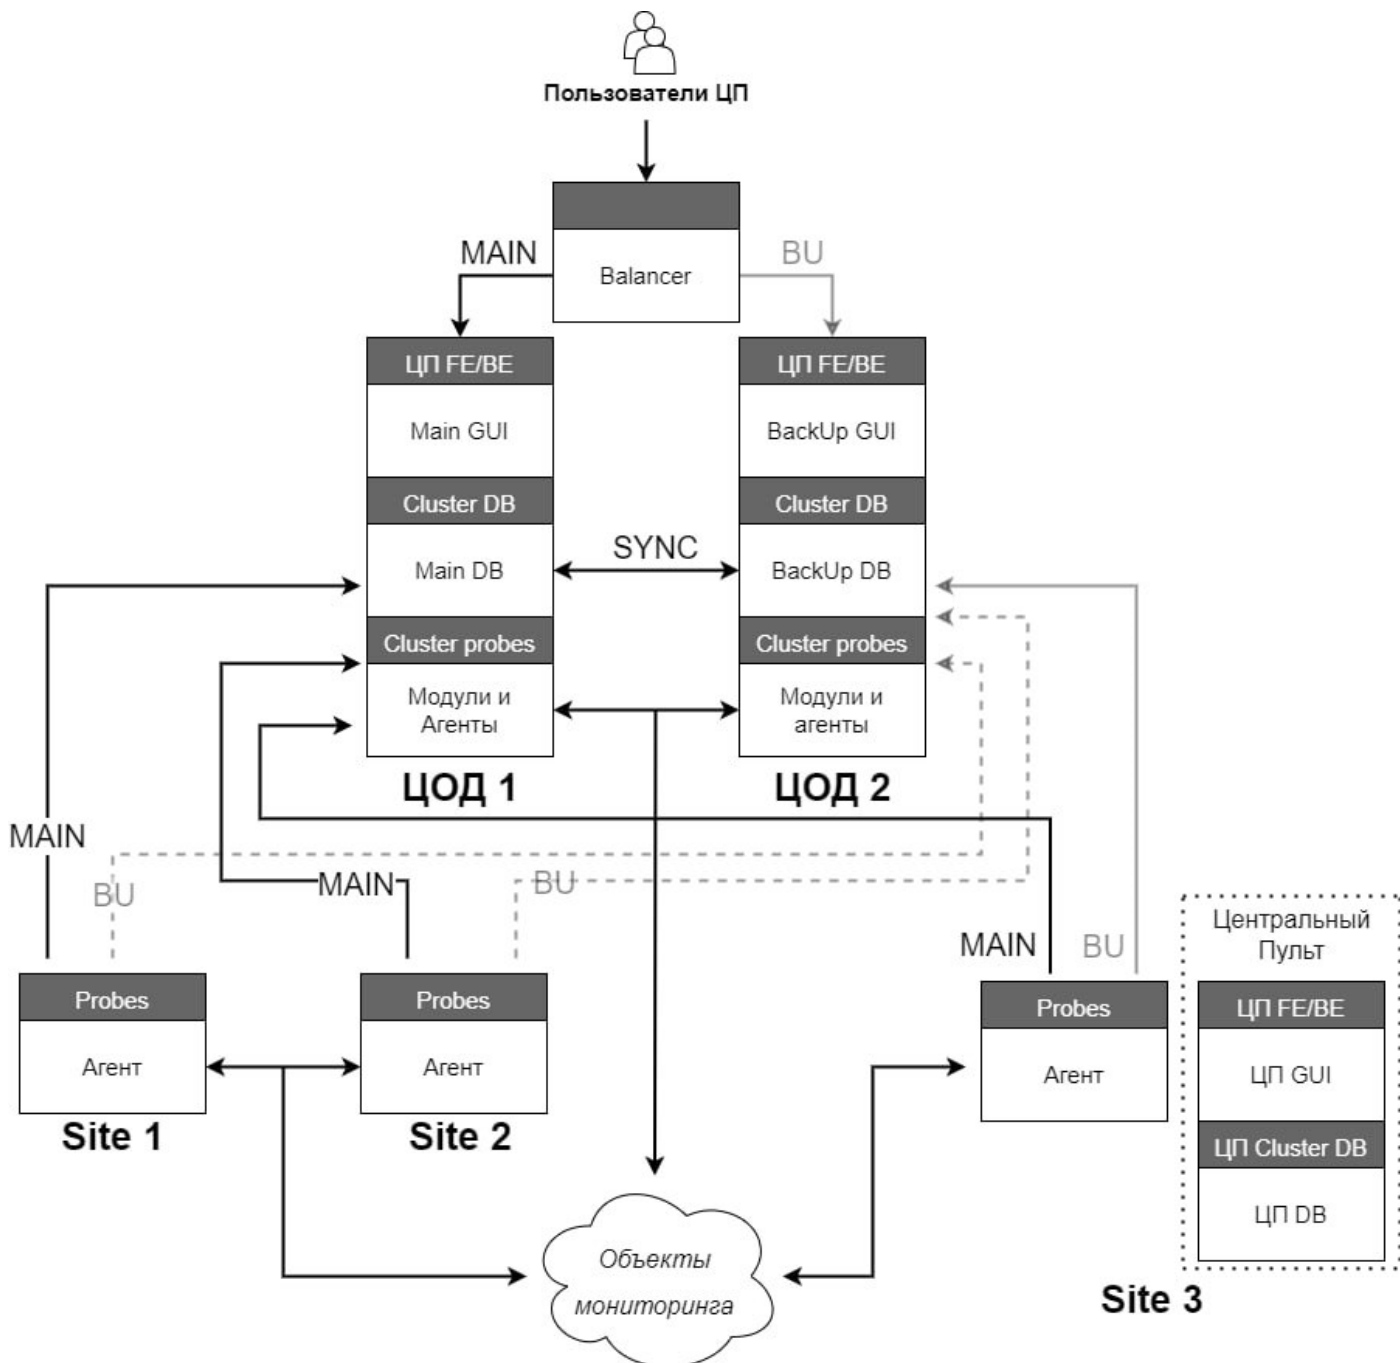 Пользователи ЦП
MAIN
BU
Balancer
ЦП FE/BE
Main GUI
Cluster DB
Main DB
Cluster probes
Модули и
Агенты
ЦОД 1
SYNC
ЦП FE/BE
BackUp GUI
Cluster DB
BackUp DB
Cluster probes
Модули и
агенты
ЦОД 2
MAIN
BU
MAIN
BU
MAIN
BU
Probes
Агент
Site 1
Probes
Агент
Site 2
Probes
Агент
Центральный
Пульт
ЦП FE/BE
ЦП GUI
ЦП Cluster DB
ЦП DB
Site 3
Объекты
мониторинга